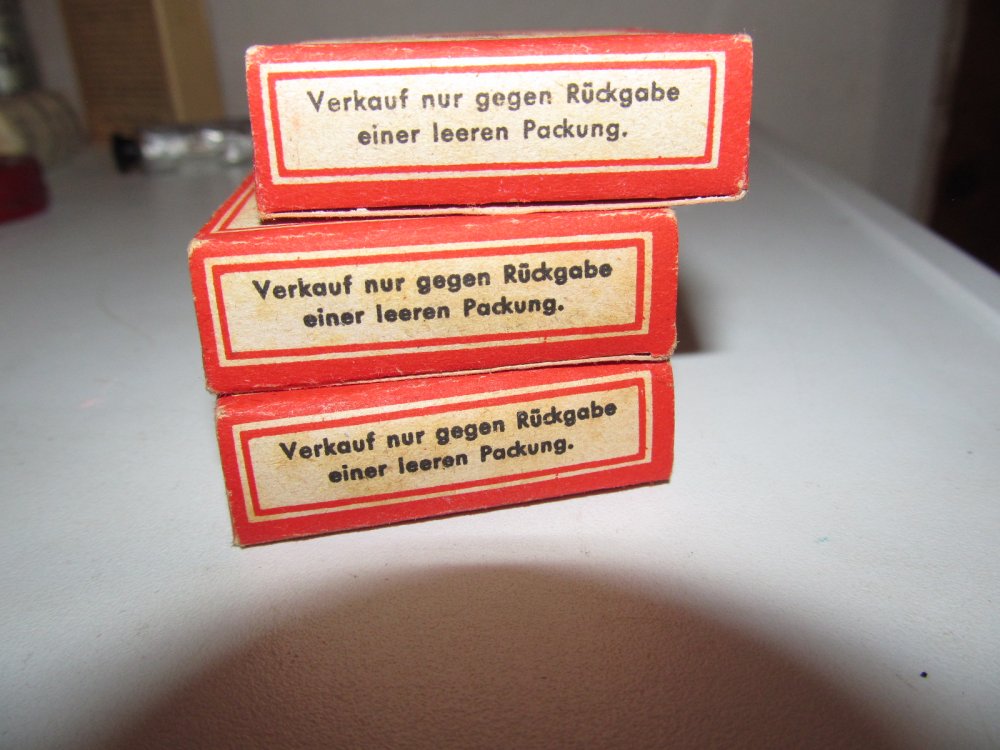 Verkauf nur gegen Rückgabe
einer leeren Packung.
Verkauf nur gegen Rückgabe
einer leeren Packung.
Verkauf nur gegen Rückgabe
einer leeren Packung.